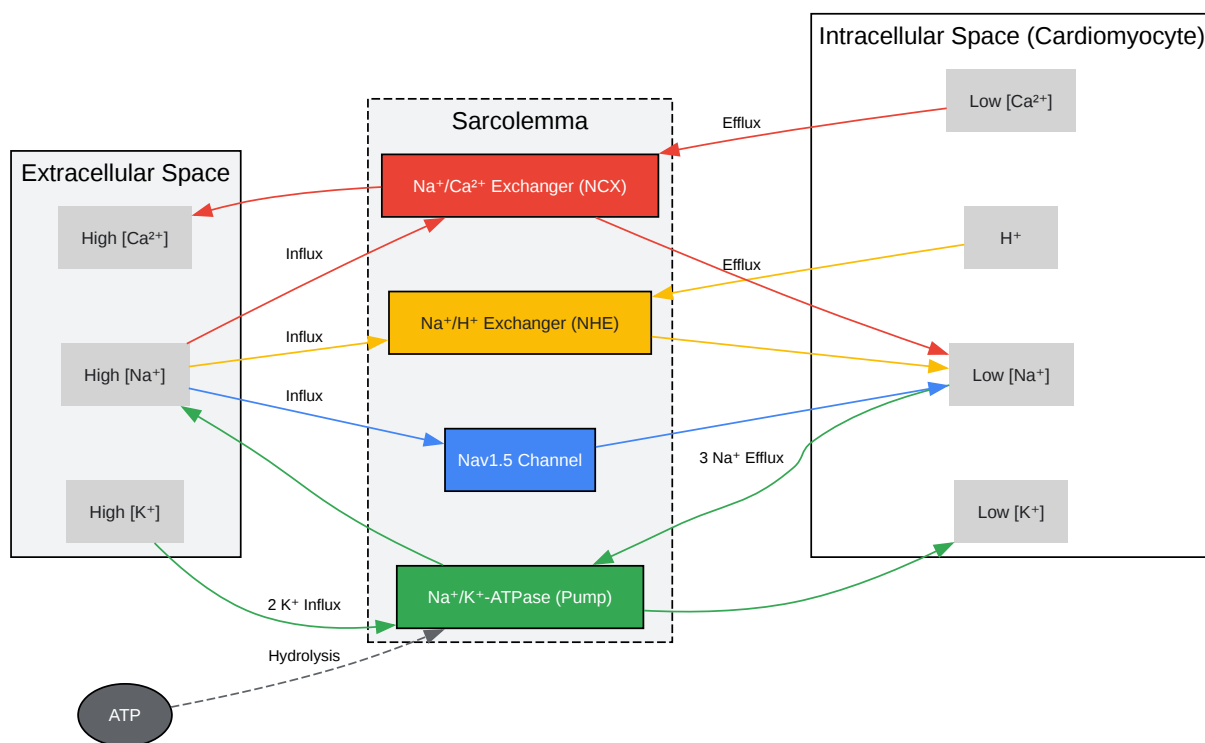 Intracellular Space (Cardiomyocyte)
Low [Ca²⁺]
Efflux
Sarcolemma
Extracellular Space
Na⁺/Ca²⁺ Exchanger (NCX)
High [Ca²⁺]
Influx
H⁺
Efflux
Na⁺/H⁺ Exchanger (NHE)
Influx
High [Na⁺]
Low [Na⁺]
Influx
Nav1.5 Channel
3 Na⁺ Efflux
High [K⁺]
Low [K⁺]
Na⁺/K⁺-ATPase (Pump)
2 K⁺ Influx
Hydrolysis
ATP